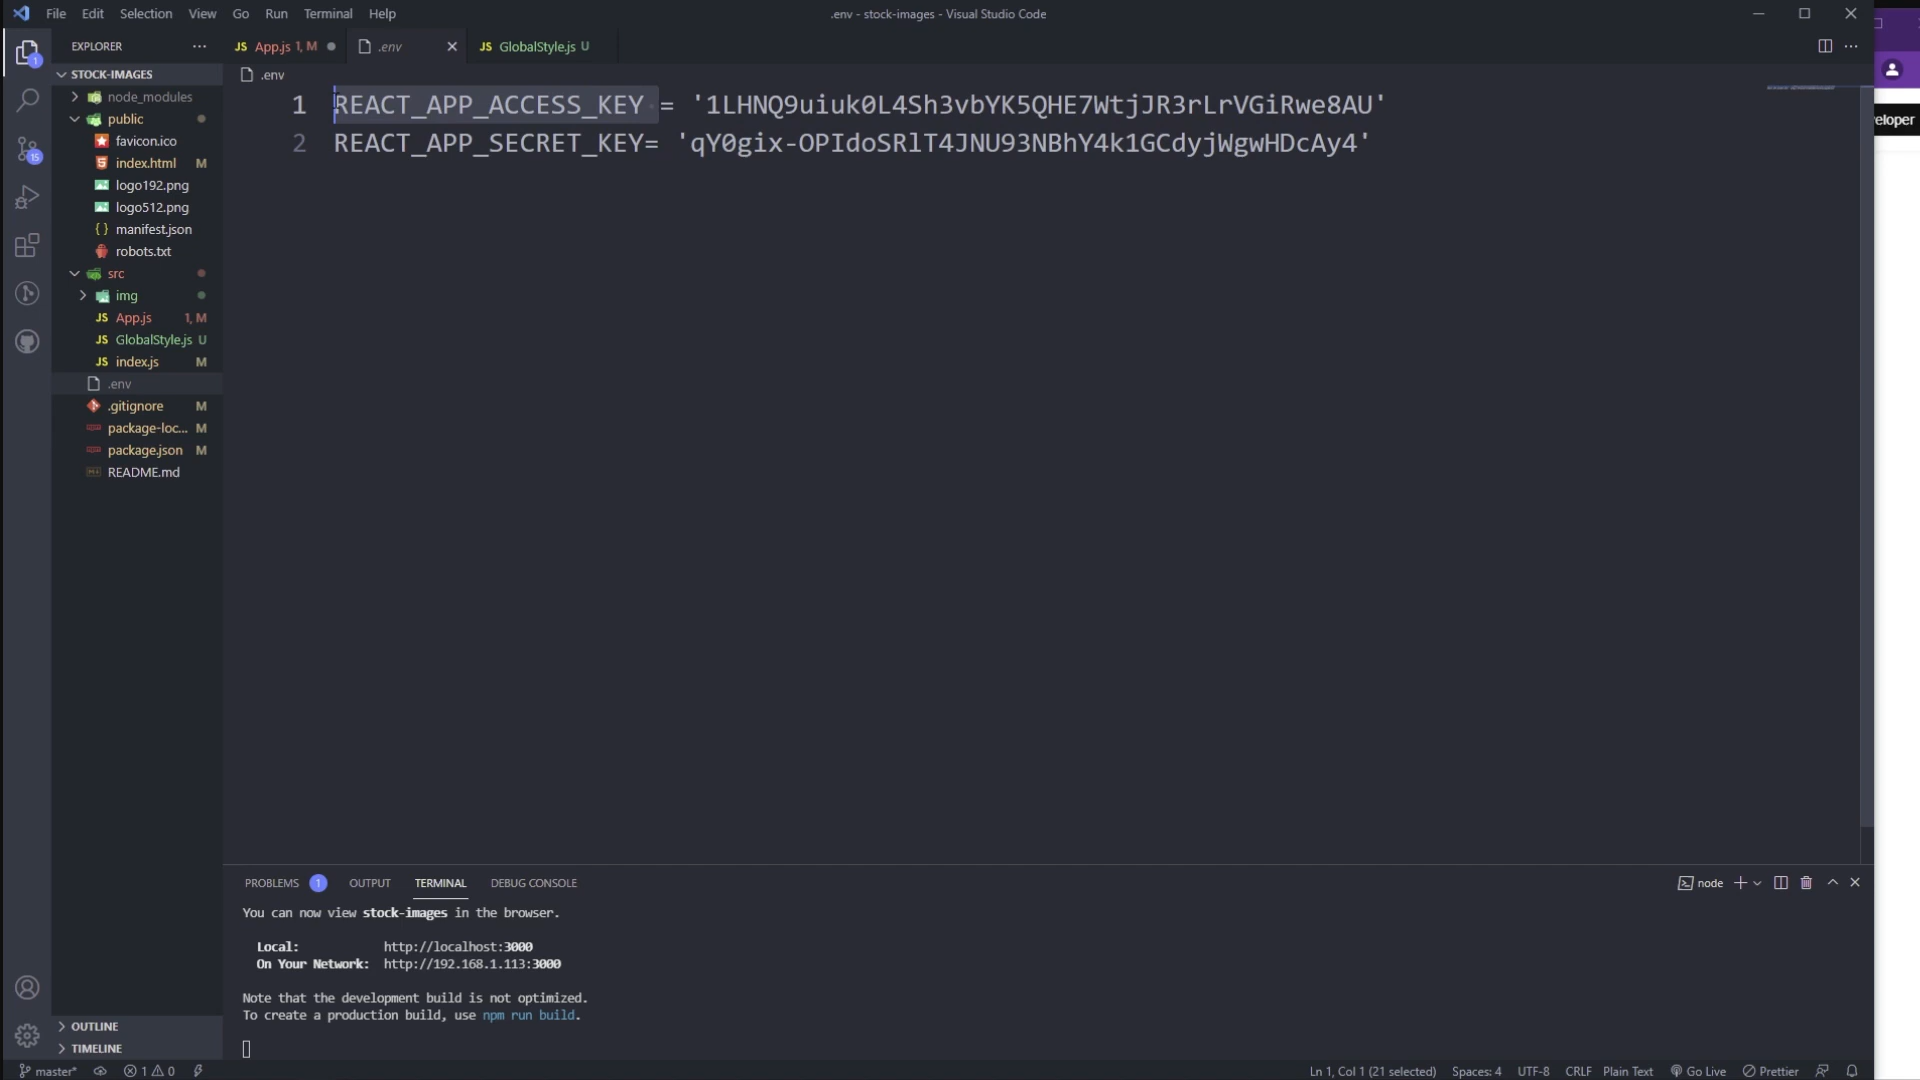 File Edit Selection View Go Run Terminal Help
.env - stock-images - Visual Studio Code
EXPLORER
JS App.js 1, M
.env
JS GlobalStyle.js U
STOCK-IMAGES
.env
node_modules
public
favicon.ico
index.html M
logo192.png
logo512.png
manifest.json
robots.txt
src
img
JS App.js 1, M
JS GlobalStyle.js U
JS index.js M
.env
.gitignore M
package-loc... M
package.json M
README.md
1 REACT_APP_ACCESS_KEY = '1LHNQ9uiuk0L4Sh3vbYK5QHE7WtjJR3rLrVGiRwe8AU'
2 REACT_APP_SECRET_KEY= 'qY0gix-OPIdoSRlT4JNU93NBhY4k1GCdyjWgwHDcAy4'
eloper
1
15
PROBLEMS 1 OUTPUT TERMINAL DEBUG CONSOLE
node
You can now view stock-images in the browser.
Local: http://localhost:3000
On Your Network: http://192.168.1.113:3000
Note that the development build is not optimized.
To create a production build, use npm run build.
OUTLINE
TIMELINE
master* 1 0
Ln 1, Col 1 (21 selected) Spaces: 4 UTF-8 CRLF Plain Text Go Live Prettier